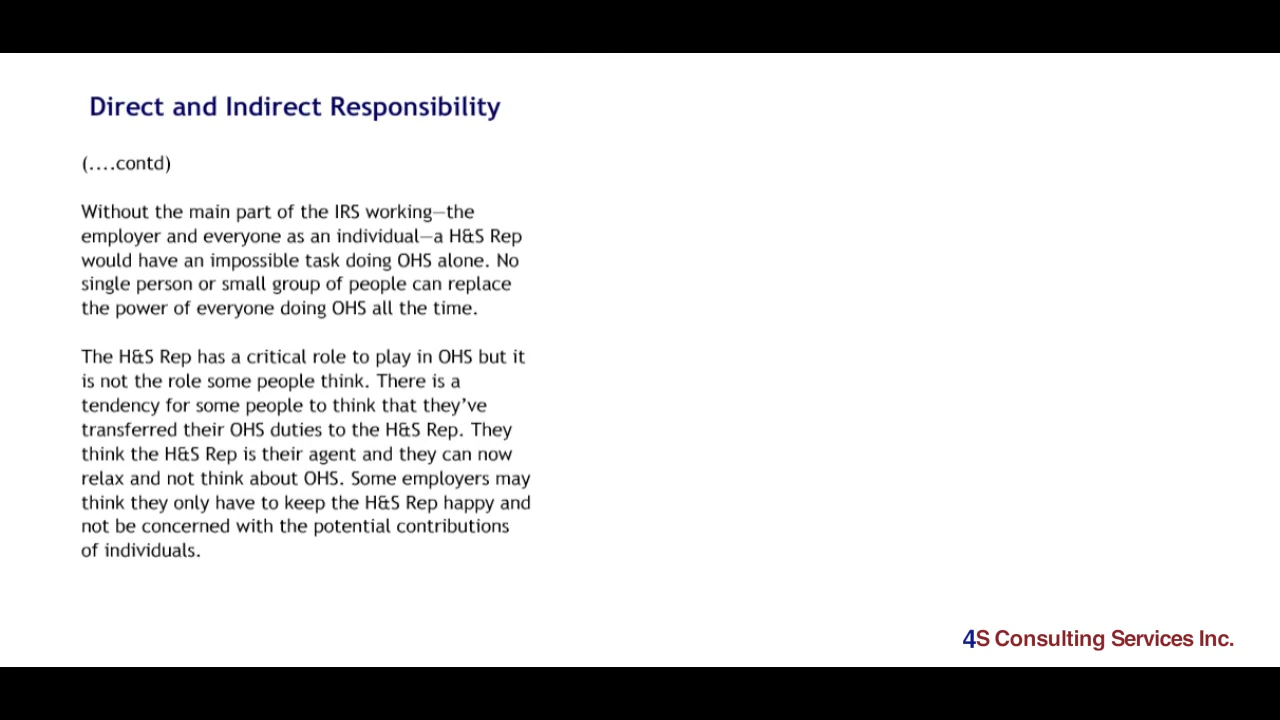 Direct and Indirect Responsibility
(....contd)
Without the main part of the IRS working—the
employer and everyone as an individual—a H&S Rep
would have an impossible task doing OHS alone. No
single person or small group of people can replace
the power of everyone doing OHS all the time.
The H&S Rep has a critical role to play in OHS but it
is not the role some people think. There is a
tendency for some people to think that they’ve
transferred their OHS duties to the H&S Rep. They
think the H&S Rep is their agent and they can now
relax and not think about OHS. Some employers may
think they only have to keep the H&S Rep happy and
not be concerned with the potential contributions
of individuals.
4S Consulting Services Inc.